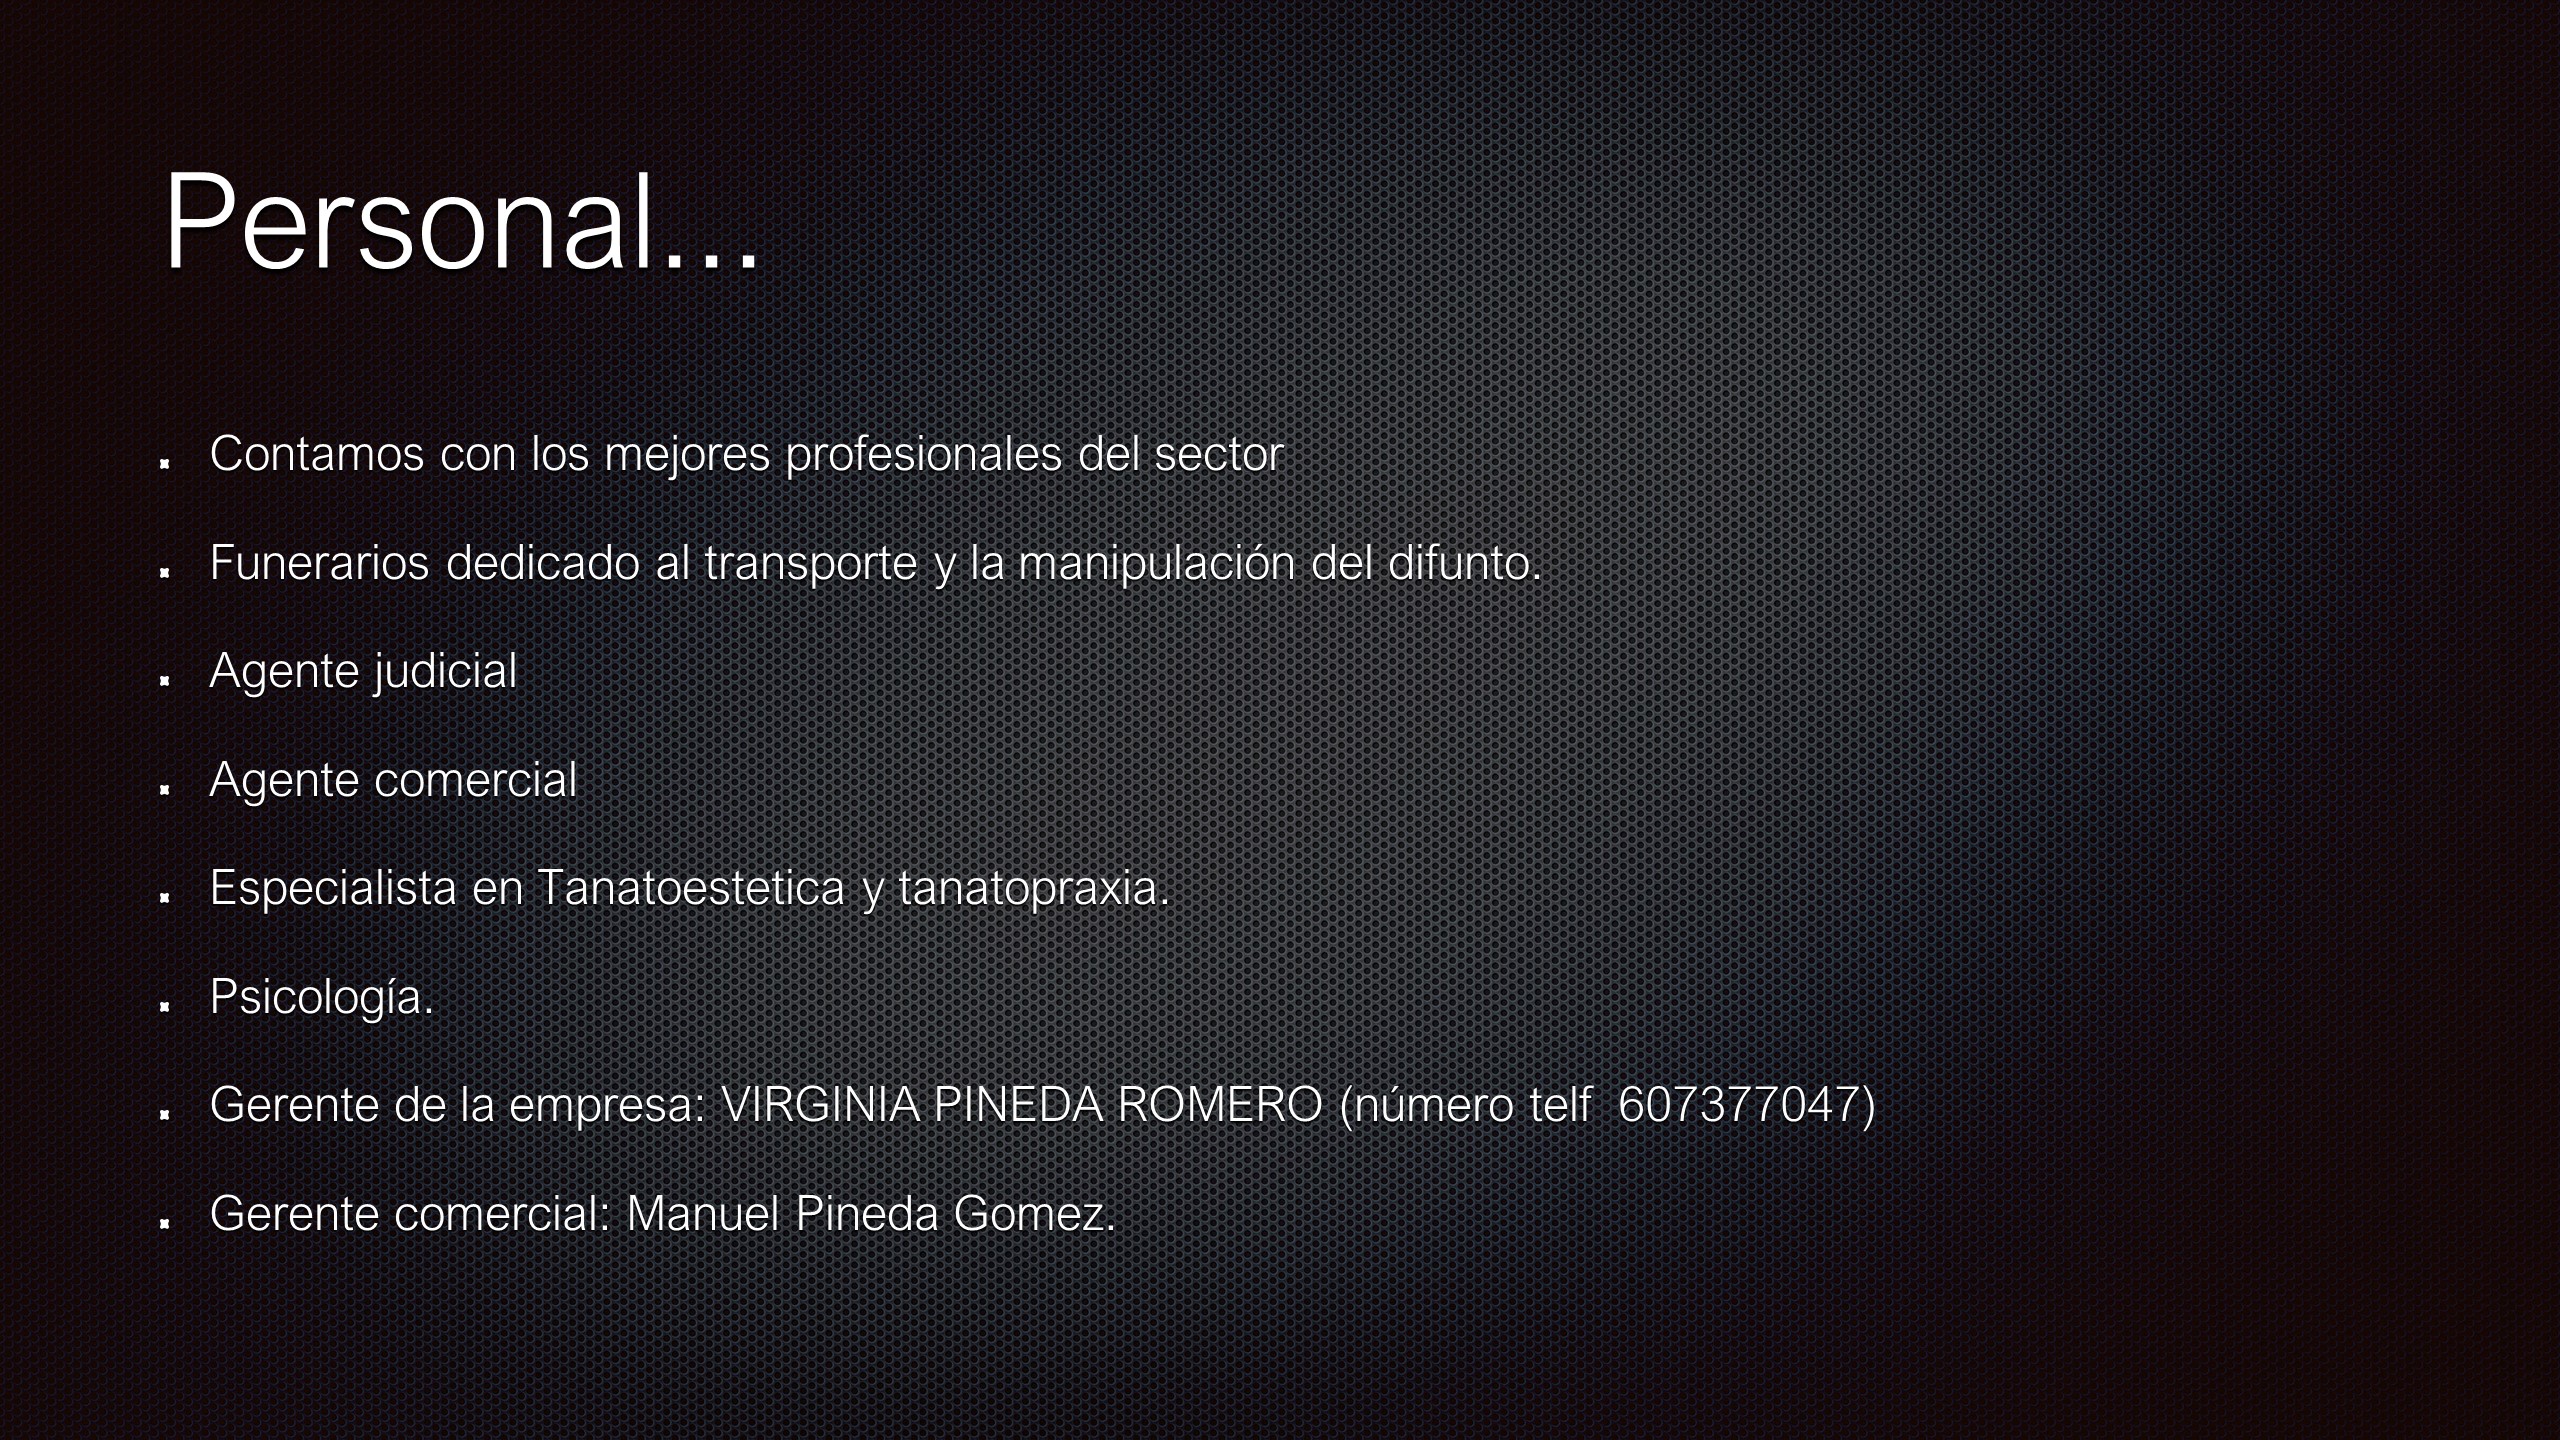 Personal...
Contamos con los mejores profesionales del sector
Funerarios dedicado al transporte y la manipulación del difunto.
Agente judicial
Agente comercial
Especialista en Tanatoestetica y tanatopraxia.
Psicología.
Gerente de la empresa: VIRGINIA PINEDA ROMERO (número telf 607377047)
Gerente comercial: Manuel Pineda Gomez.